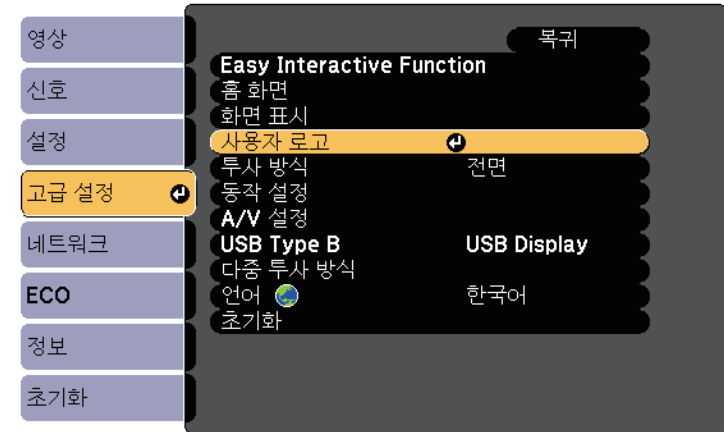 영상
신호
설정
고급 설정
네트워크
ECO
정보
초기화
복귀
Easy Interactive Function
홈 화면
화면 표시
사용자 로고
투사 방식 전면
동작 설정
A/V 설정
USB Type B USB Display
다중 투사 방식
언어 한국어
초기화